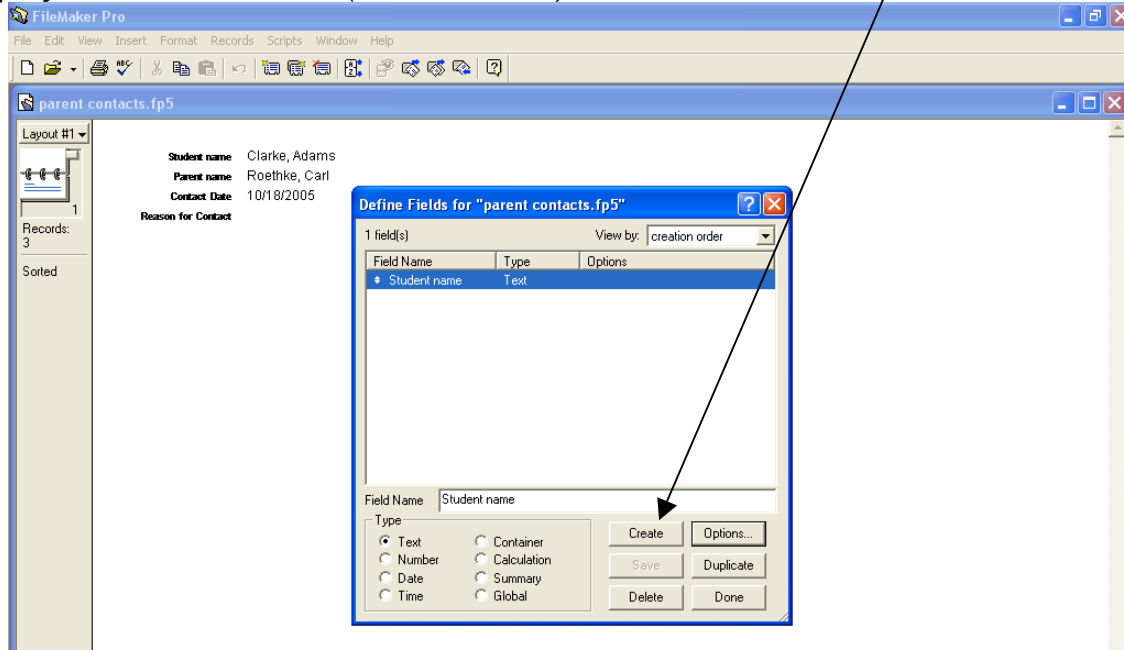 FileMaker Pro
File Edit View Insert Format Records Scripts Window Help
parent contacts.fp5
Layout #1
1
Records:
3
Sorted
Student name Clarke, Adams
Parent name Roethke, Carl
Contact Date 10/18/2005
Reason for Contact
Define Fields for "parent contacts.fp5"
1 field(s) View by: creation order
Field Name Type Options
Student name Text
Field Name Student name
Type
Text Container
Number Calculation
Date Summary
Time Global
Create Options...
Save Duplicate
Delete Done